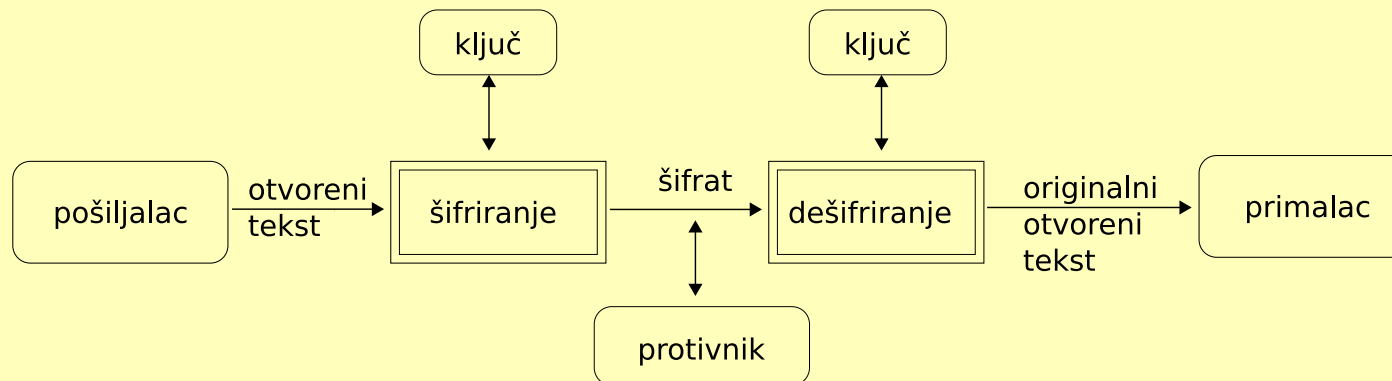 ključ
ključ
pošiljalac
otvoreni
tekst
šifriranje
šifrat
dešifriranje
originalni
otvoreni
tekst
primalac
protivnik